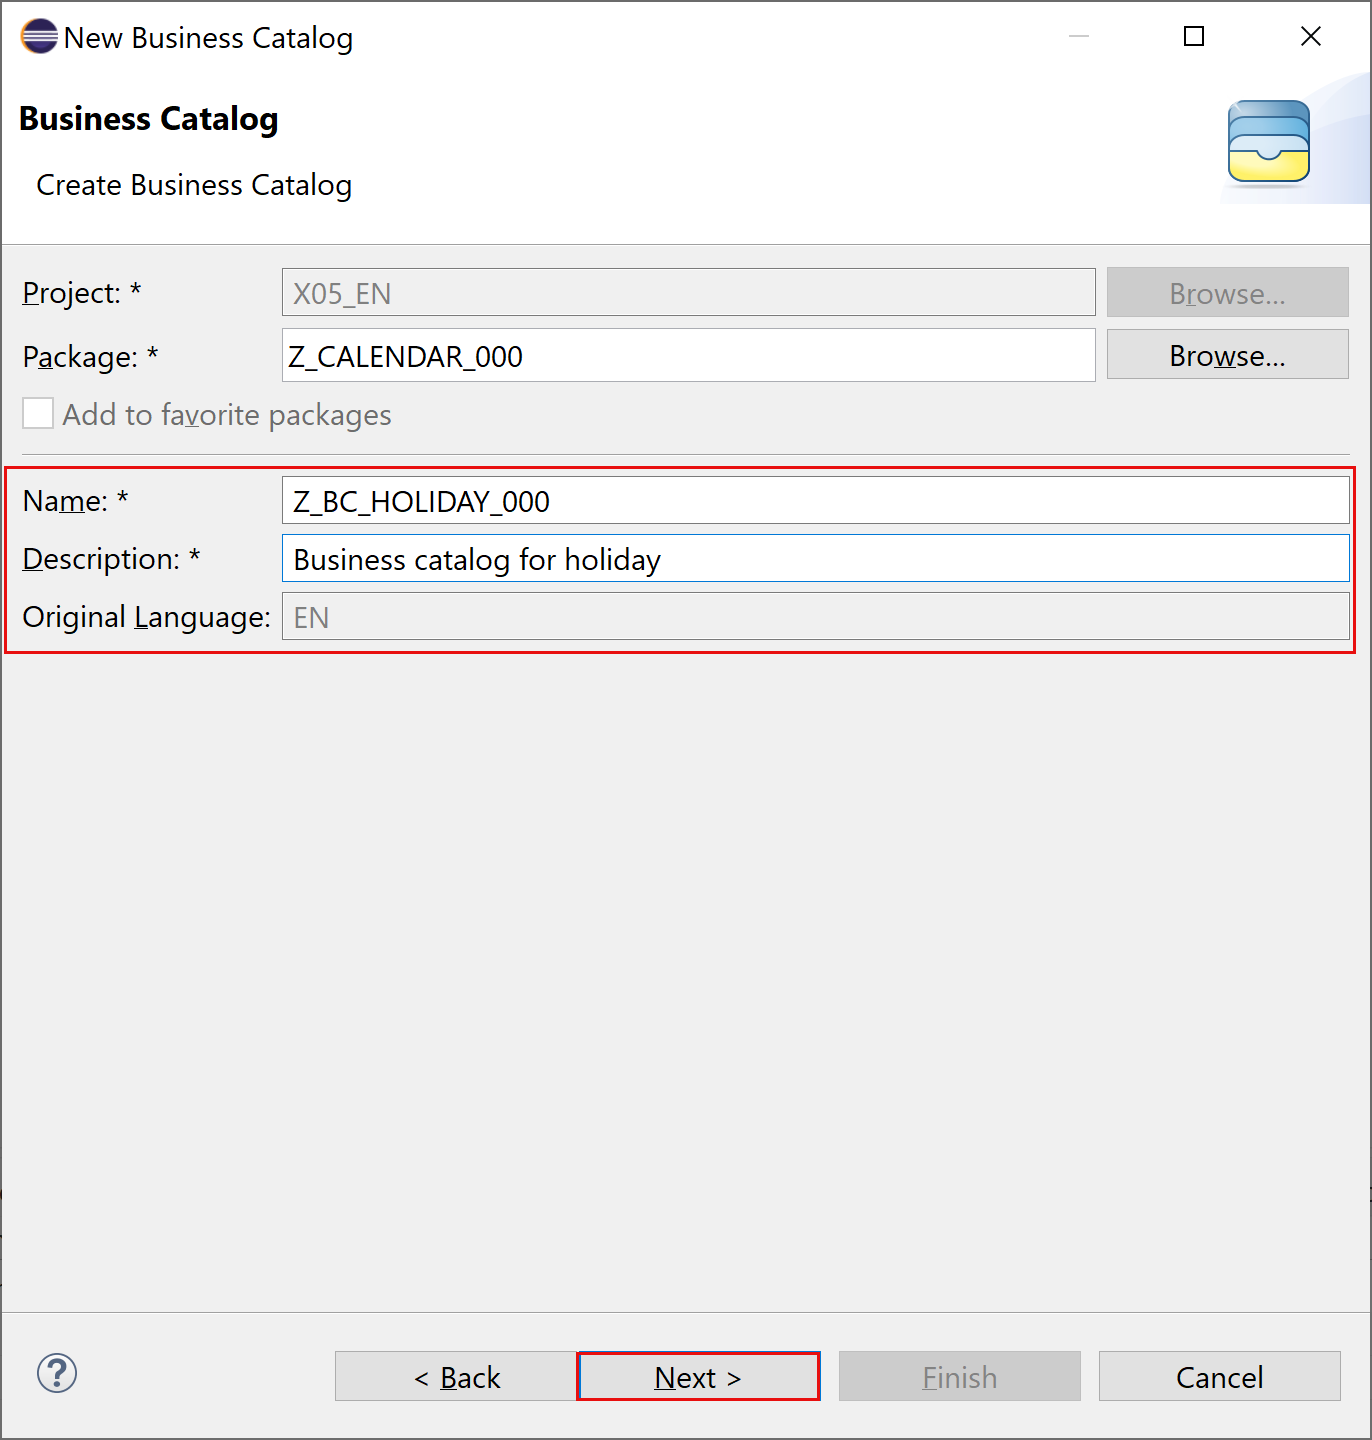 New Business Catalog
Business Catalog
Create Business Catalog
Project: * X05_EN Browse...
Package: * Z_CALENDAR_000 Browse...
Add to favorite packages
Name: * Z_BC_HOLIDAY_000
Description: * Business catalog for holiday
Original Language: EN
? < Back Next > Finish Cancel